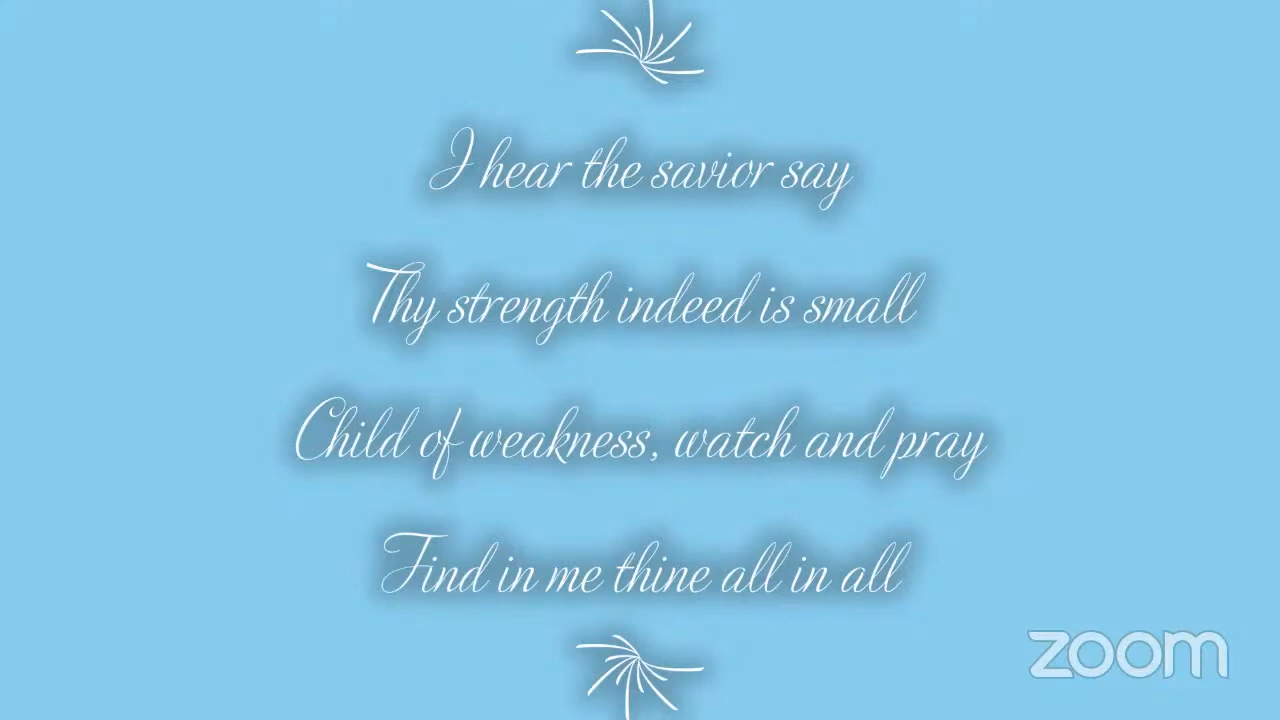 I hear the savior say
Thy strength indeed is small
Child of weakness, watch and pray
Find in me thine all in all
zoom